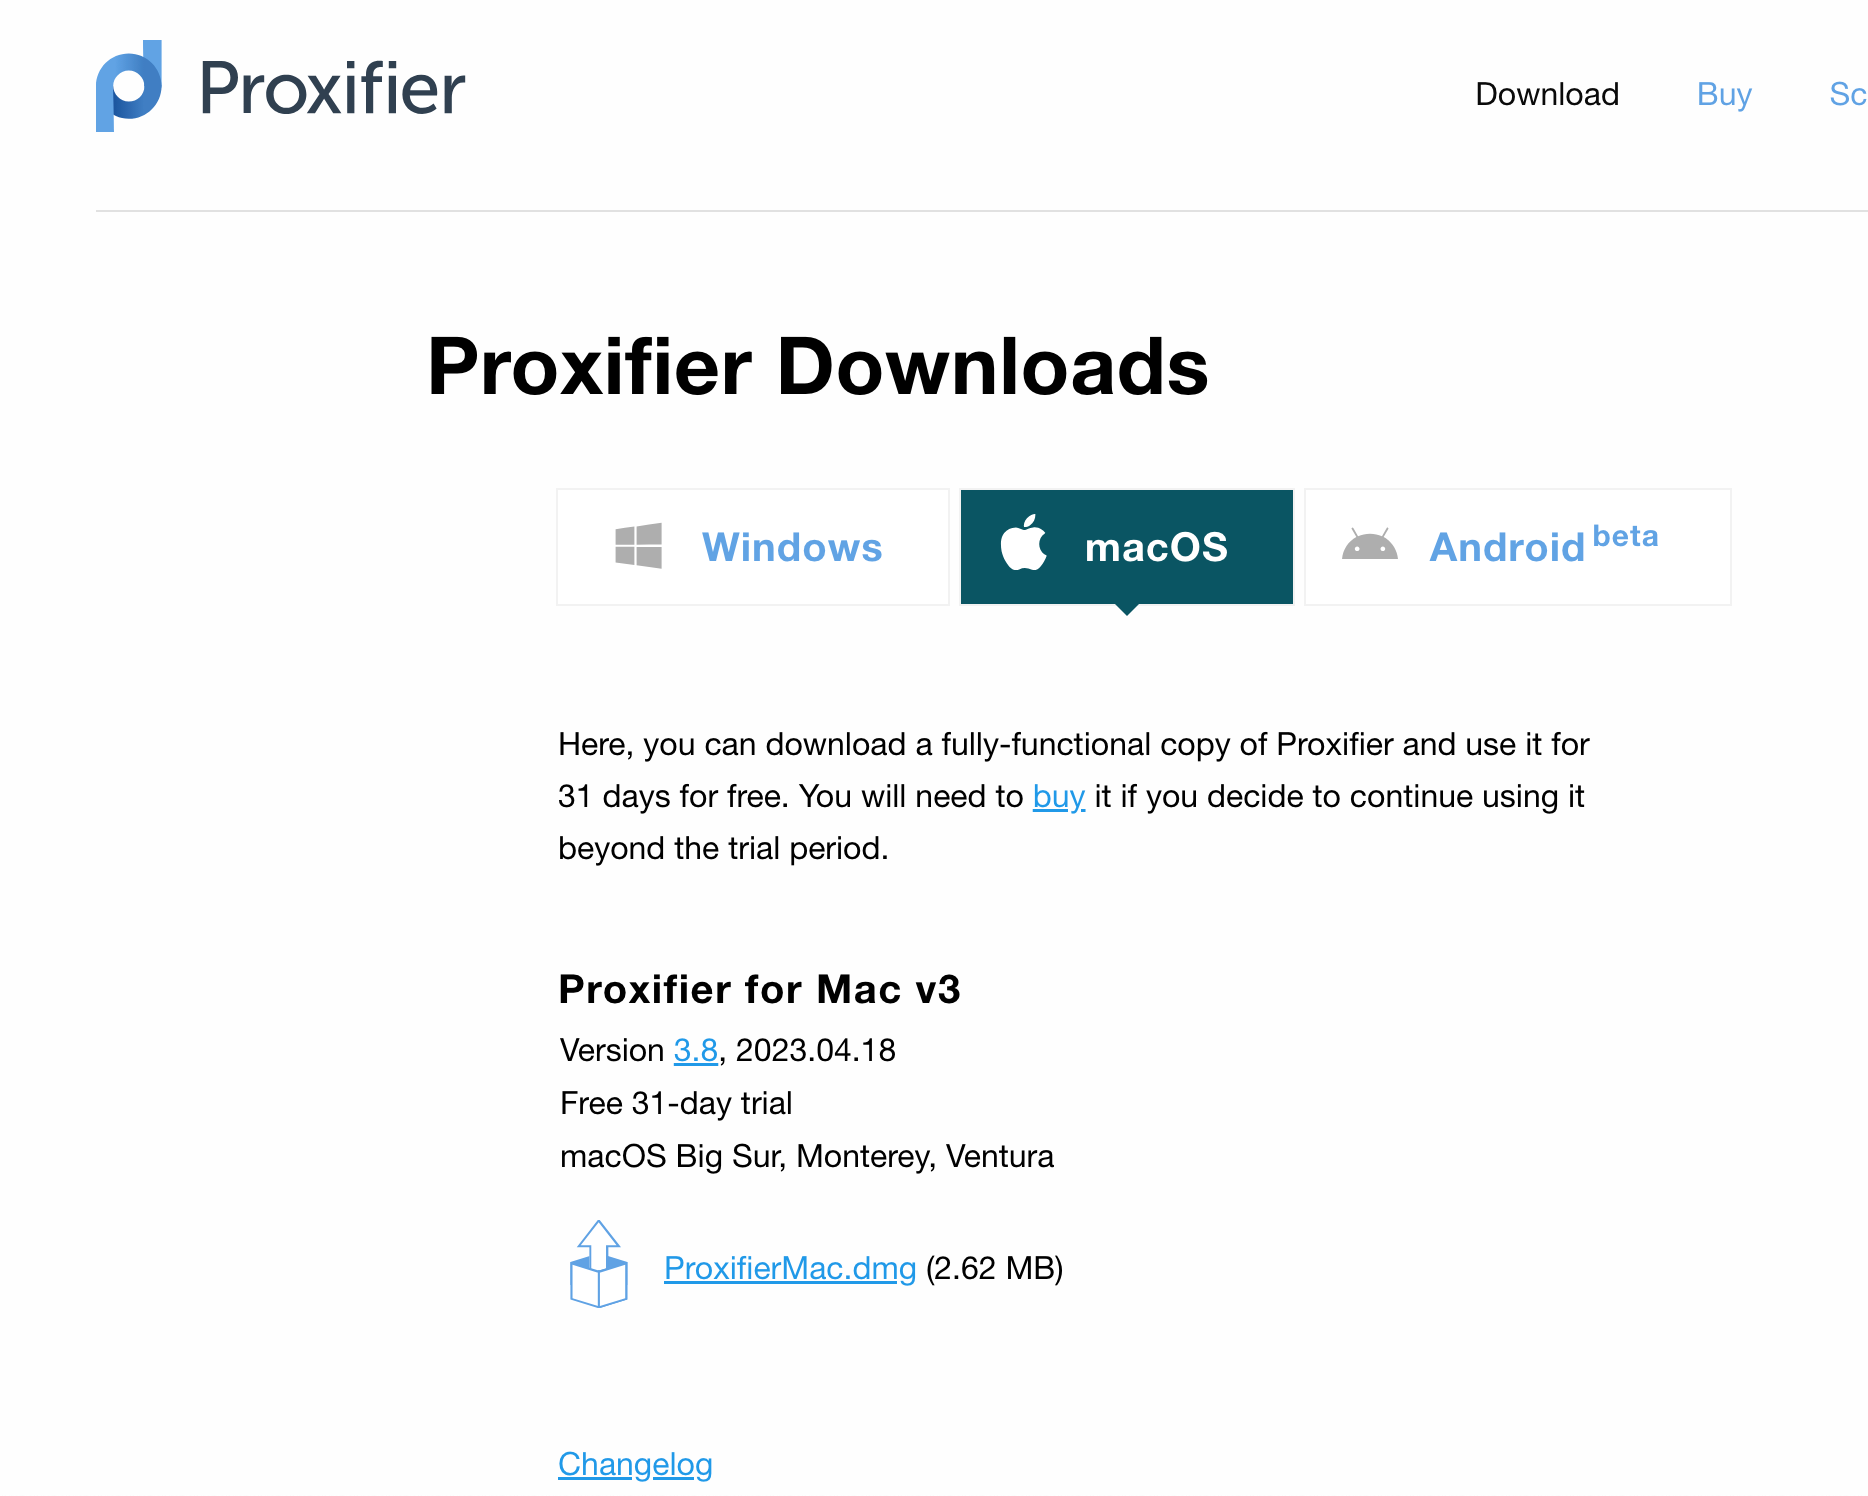 Proxifier
Download Buy Sc
Proxifier Downloads
Windows macOS Android beta
Here, you can download a fully-functional copy of Proxifier and use it for
31 days for free. You will need to buy it if you decide to continue using it
beyond the trial period.
Proxifier for Mac v3
Version 3.8, 2023.04.18
Free 31-day trial
macOS Big Sur, Monterey, Ventura
ProxifierMac.dmg (2.62 MB)
Changelog